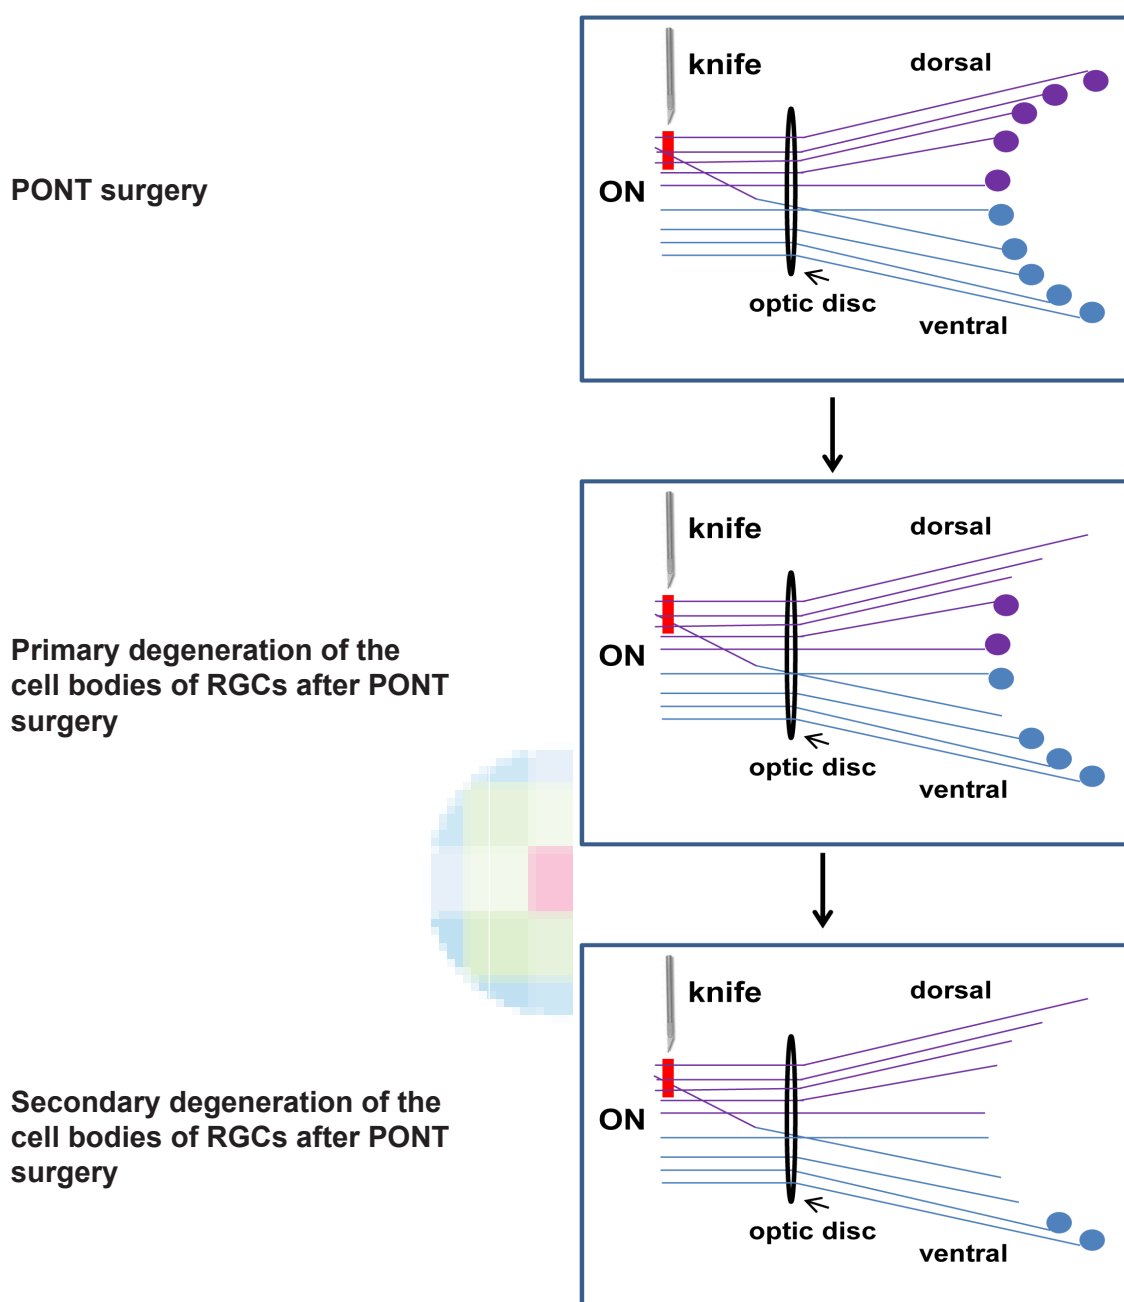 knife
dorsal
PONT surgery
ON
optic disc
ventral
knife
dorsal
Primary degeneration of the
cell bodies of RGCs after PONT
surgery
ON
optic disc
ventral
knife
dorsal
Secondary degeneration of the
cell bodies of RGCs after PONT
surgery
ON
optic disc
ventral